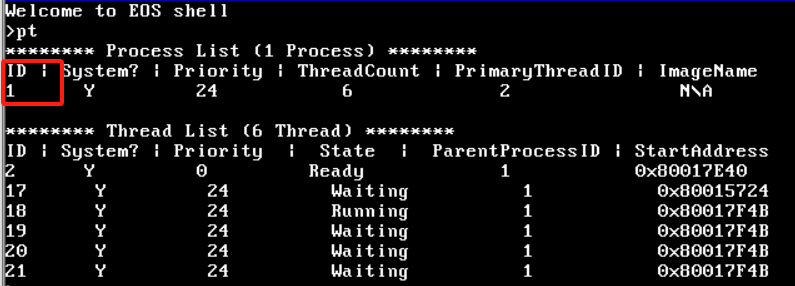 Welcome to EOS shell
>pt
******** Process List (1 Process) ********
ID | System? | Priority | ThreadCount | PrimaryThreadID | ImageName
1 Y 24 6 2 N\A
******** Thread List (6 Thread) ********
ID | System? | Priority | State | ParentProcessID | StartAddress
2 Y 0 Ready 1 0x80017E40
17 Y 24 Waiting 1 0x80015724
18 Y 24 Running 1 0x80017F4B
19 Y 24 Waiting 1 0x80017F4B
20 Y 24 Waiting 1 0x80017F4B
21 Y 24 Waiting 1 0x80017F4B